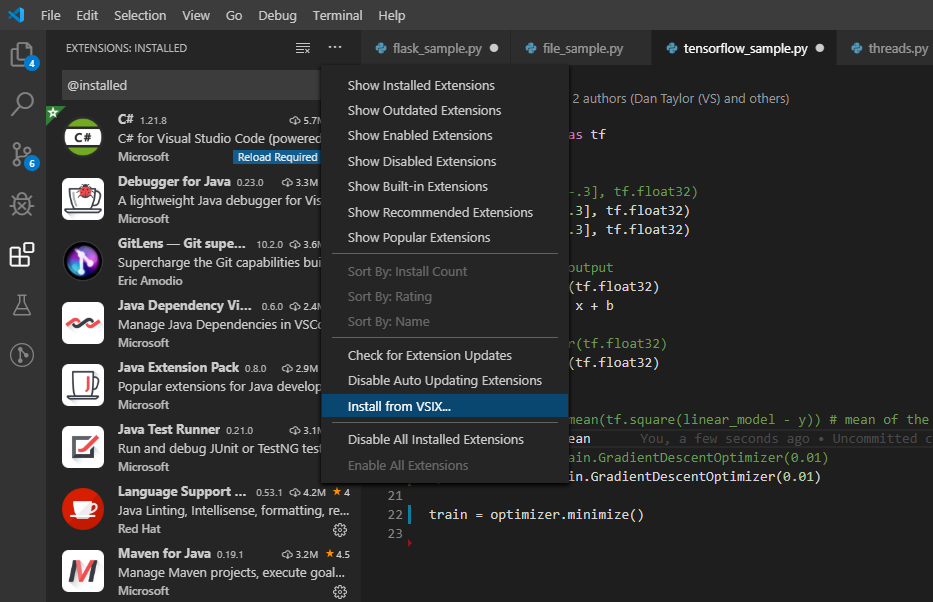 File Edit Selection View Go Debug Terminal Help
EXTENSIONS: INSTALLED
flask_sample.py
file_sample.py
tensorflow_sample.py
threads.py
4
6
@installed
C# 1.21.8 5.7M
C# for Visual Studio Code (powered
Microsoft
Reload Required
C#
Debugger for Java 0.23.0 3.3M
A lightweight Java debugger for Vis
Microsoft
GitLens — Git supe... 10.2.0 3.6M
Supercharge the Git capabilities bui
Eric Amodio
Java Dependency Vi... 0.6.0 2.4M
Manage Java Dependencies in VSCo
Microsoft
Java Extension Pack 0.8.0 2.9M
Popular extensions for Java develop
Microsoft
Java Test Runner 0.21.0 3.1M
Run and debug JUnit or TestNG test
Microsoft
Language Support ... 0.53.1 4.2M 4
Java Linting, Intellisense, formatting, re...
Red Hat
Maven for Java 0.19.1 3.2M 4.5
Manage Maven projects, execute goal...
Microsoft
Show Installed Extensions
Show Outdated Extensions
Show Enabled Extensions
Show Disabled Extensions
Show Built-in Extensions
Show Recommended Extensions
Show Popular Extensions
Sort By: Install Count
Sort By: Rating
Sort By: Name
Check for Extension Updates
Disable Auto Updating Extensions
Install from VSIX...
Disable All Installed Extensions
Enable All Extensions
2 authors (Dan Taylor (VS) and others)
as tf
-.3], tf.float32)
.3], tf.float32)
.3], tf.float32)
output
(tf.float32)
x + b
r(tf.float32)
(tf.float32)
mean(tf.square(linear_model - y)) # mean of the
ean You, a few seconds ago • Uncommitted c
ain.GradientDescentOptimizer(0.01)
in.GradientDescentOptimizer(0.01)
21
22 train = optimizer.minimize()
23